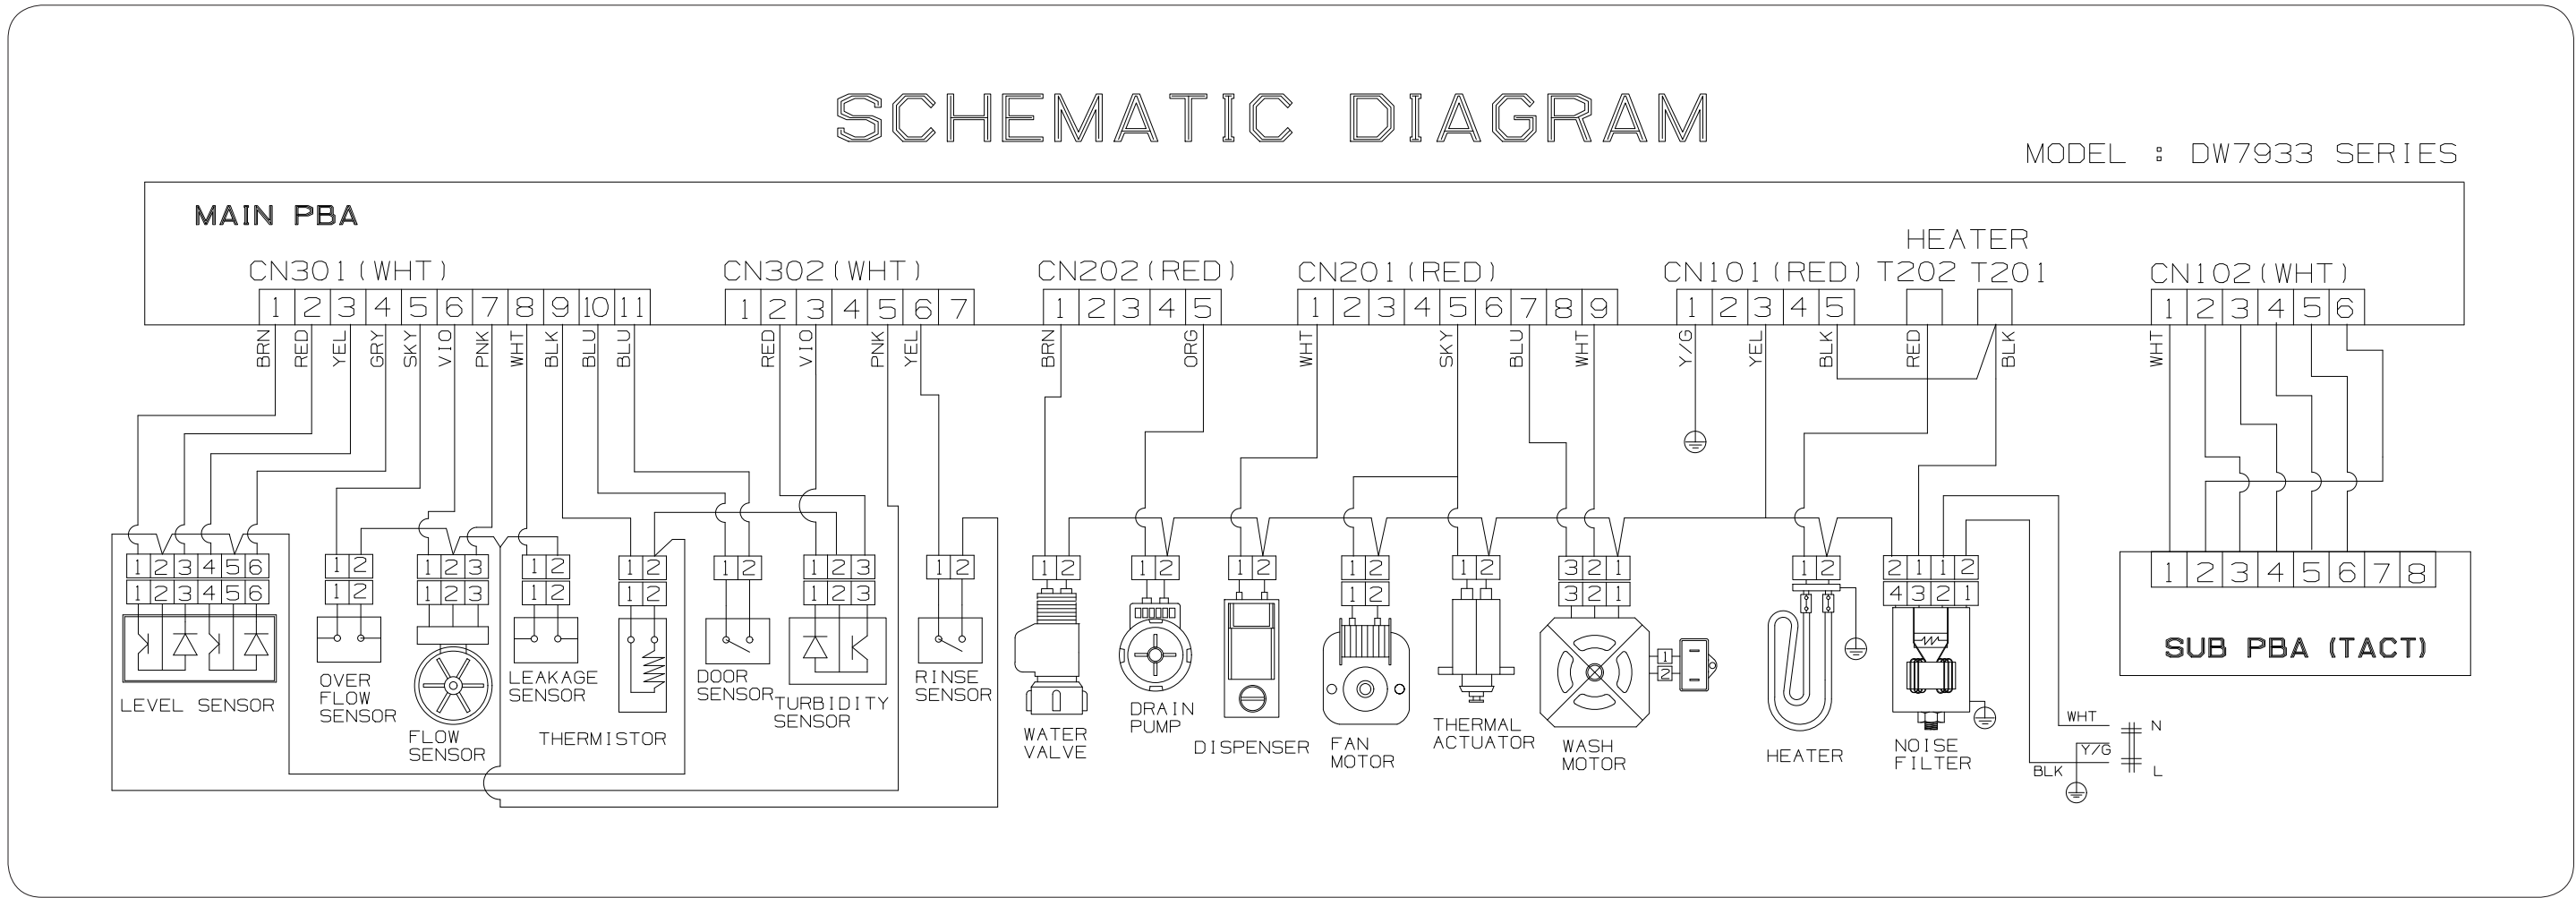 SCHEMATIC DIAGRAM
MODEL : DW7933 SERIES
MAIN PBA
HEATER
CN301(WHT) CN302(WHT) CN202(RED) CN201(RED) CN101(RED) T202 T201 CN102(WHT)
1 2 3 4 5 6 7 8 9 10 11 1 2 3 4 5 6 7 1 2 3 4 5 1 2 3 4 5 6 7 8 9 1 2 3 4 5 1 2 3 4 5 6
BRN RED YEL GRY SKY VIO PNK WHT BLK BLU BLU RED VIO PNK YEL BRN ORG WHT SKY BLU WHT Y/G YEL BLK RED BLK WHT
1 2 3 4 5 6 1 2 1 2 3 1 2 1 2 1 2 1 2 3 1 2 1 2 1 2 1 2 1 2 1 2 3 2 1 1 2 2 1 1 2 1 2 3 4 5 6 7 8
1 2 3 4 5 6 1 2 1 2 3 1 2 1 2 1 2 3 1 2 3 2 1 4 3 2 1
1
2
SUB PBA (TACT)
LEVEL SENSOR
OVER
FLOW
SENSOR
FLOW
SENSOR
LEAKAGE
SENSOR
THERMISTOR
DOOR
SENSOR
TURBIDITY
SENSOR
RINSE
SENSOR
WATER
VALVE
DRAIN
PUMP
DISPENSER
FAN
MOTOR
THERMAL
ACTUATOR
WASH
MOTOR
HEATER
NOISE
FILTER
WHT N
Y/G
BLK L